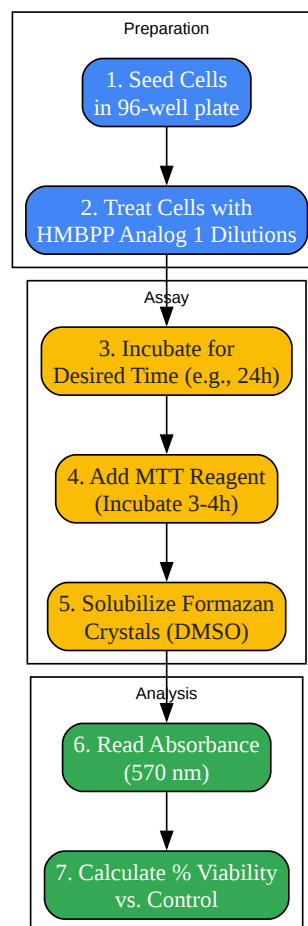 Preparation
1. Seed Cells
in 96-well plate
2. Treat Cells with
HMBPP Analog 1 Dilutions
Assay
3. Incubate for
Desired Time (e.g., 24h)
4. Add MTT Reagent
(Incubate 3-4h)
5. Solubilize Formazan
Crystals (DMSO)
Analysis
6. Read Absorbance
(570 nm)
7. Calculate % Viability
vs. Control